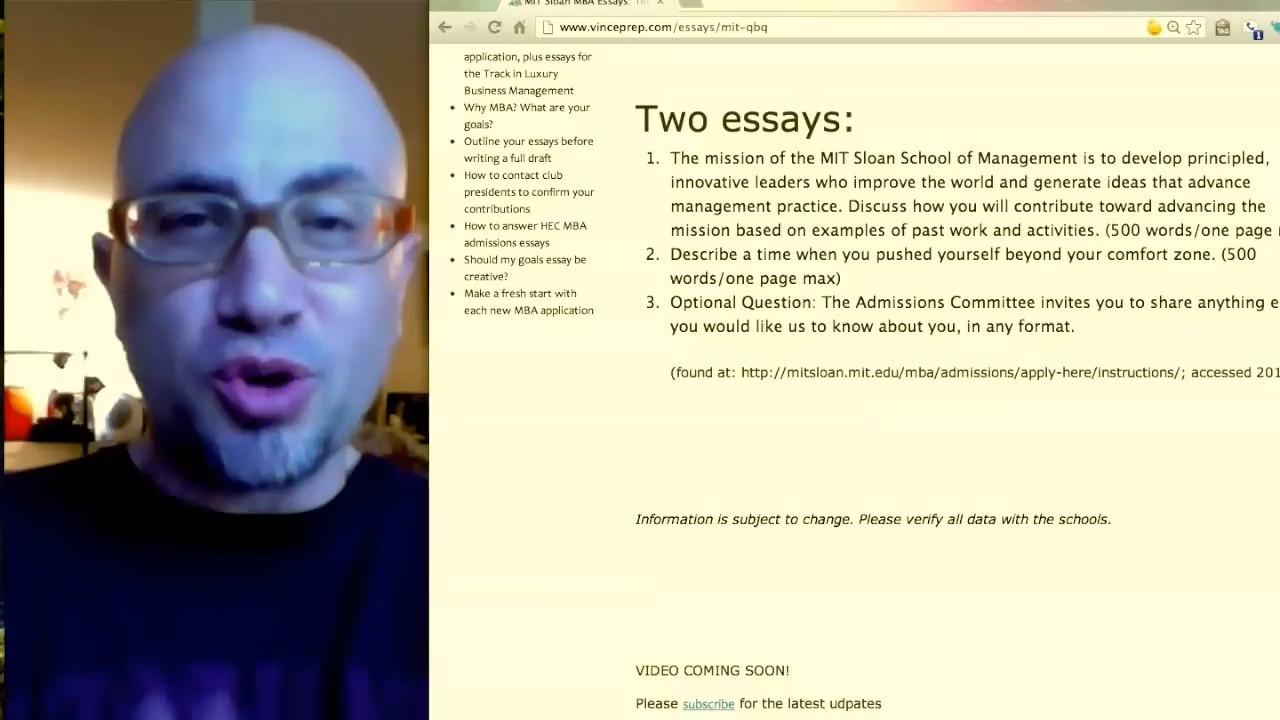 MIT Sloan MBA Essays:
www.vinceprep.com/essays/mit-qbq
application, plus essays for
the Track in Luxury
Business Management
Why MBA? What are your
goals?
Outline your essays before
writing a full draft
How to contact club
presidents to confirm your
contributions
How to answer HEC MBA
admissions essays
Should my goals essay be
creative?
Make a fresh start with
each new MBA application
Two essays:
1. The mission of the MIT Sloan School of Management is to develop principled,
innovative leaders who improve the world and generate ideas that advance
management practice. Discuss how you will contribute toward advancing the
mission based on examples of past work and activities. (500 words/one page
2. Describe a time when you pushed yourself beyond your comfort zone. (500
words/one page max)
3. Optional Question: The Admissions Committee invites you to share anything e
you would like us to know about you, in any format.
(found at: http://mitsloan.mit.edu/mba/admissions/apply-here/instructions/; accessed 201
Information is subject to change. Please verify all data with the schools.
VIDEO COMING SOON!
Please subscribe for the latest udpates